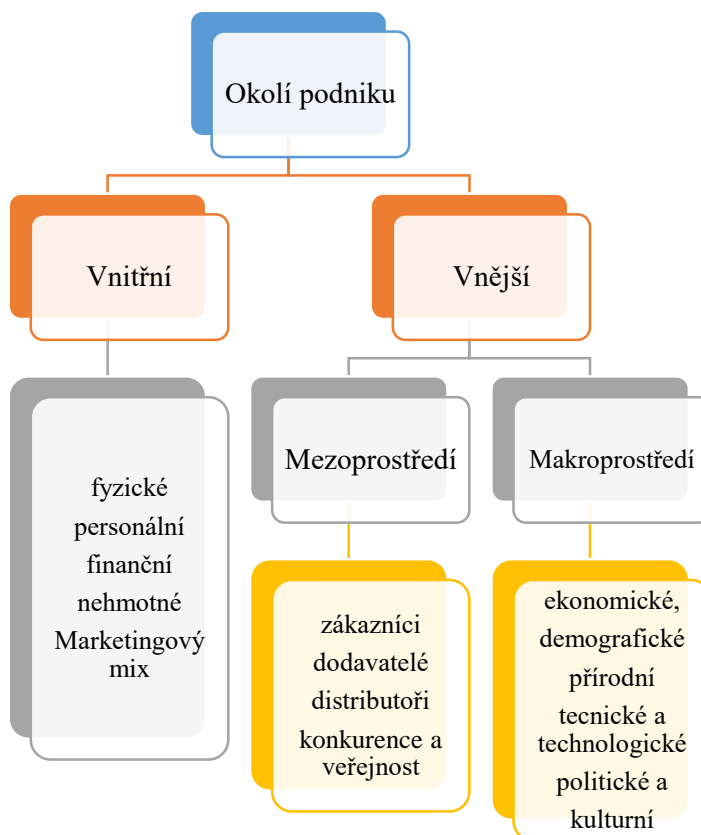 Okolí podniku
Vnitřní
Vnější
fyzické
personální
finanční
nehmotné
Marketingový
mix
Mezoprostředí
Makroprostředí
zákazníci
dodavatelé
distributoři
konkurence a
veřejnost
ekonomické,
demografické
přírodní
tecnické a
technologické
politické a
kulturní